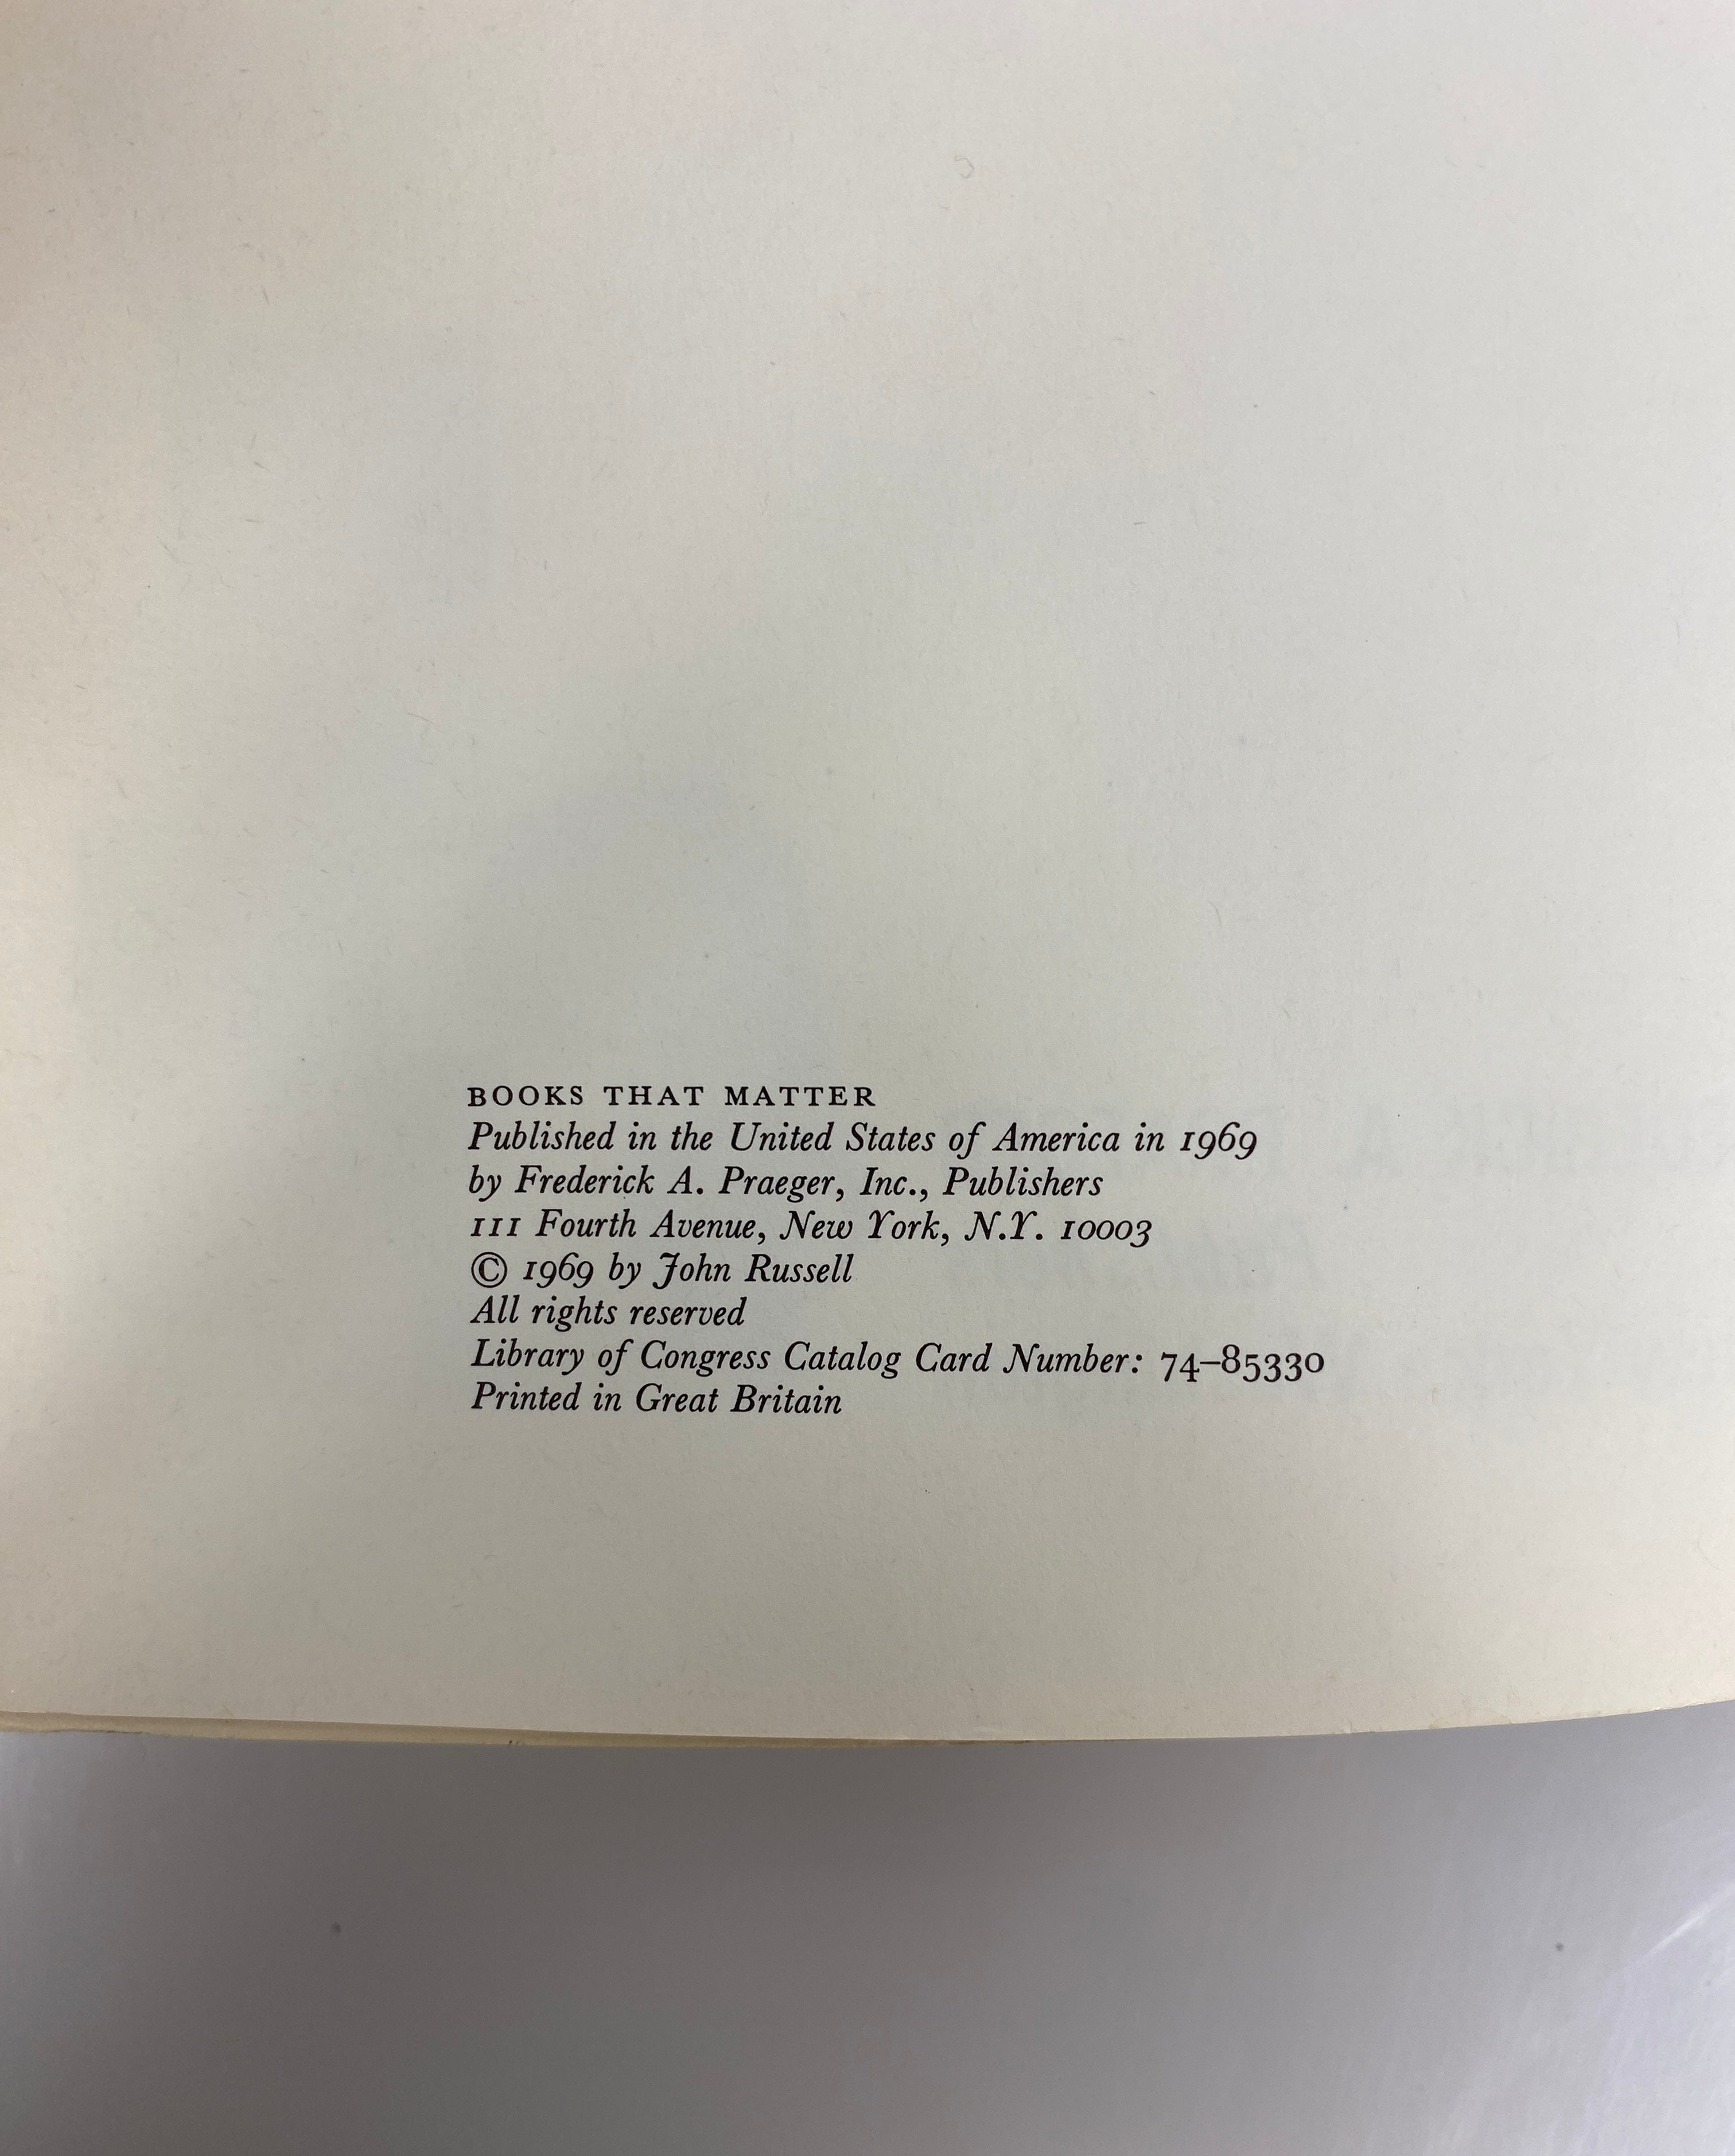 BOOKS THAT MATTER
Published in the United States of America in 1969
by Frederick A. Praeger, Inc., Publishers
111 Fourth Avenue, New York, N.Y. 10003
© 1969 by John Russell
All rights reserved
Library of Congress Catalog Card Number: 74–85330
Printed in Great Britain